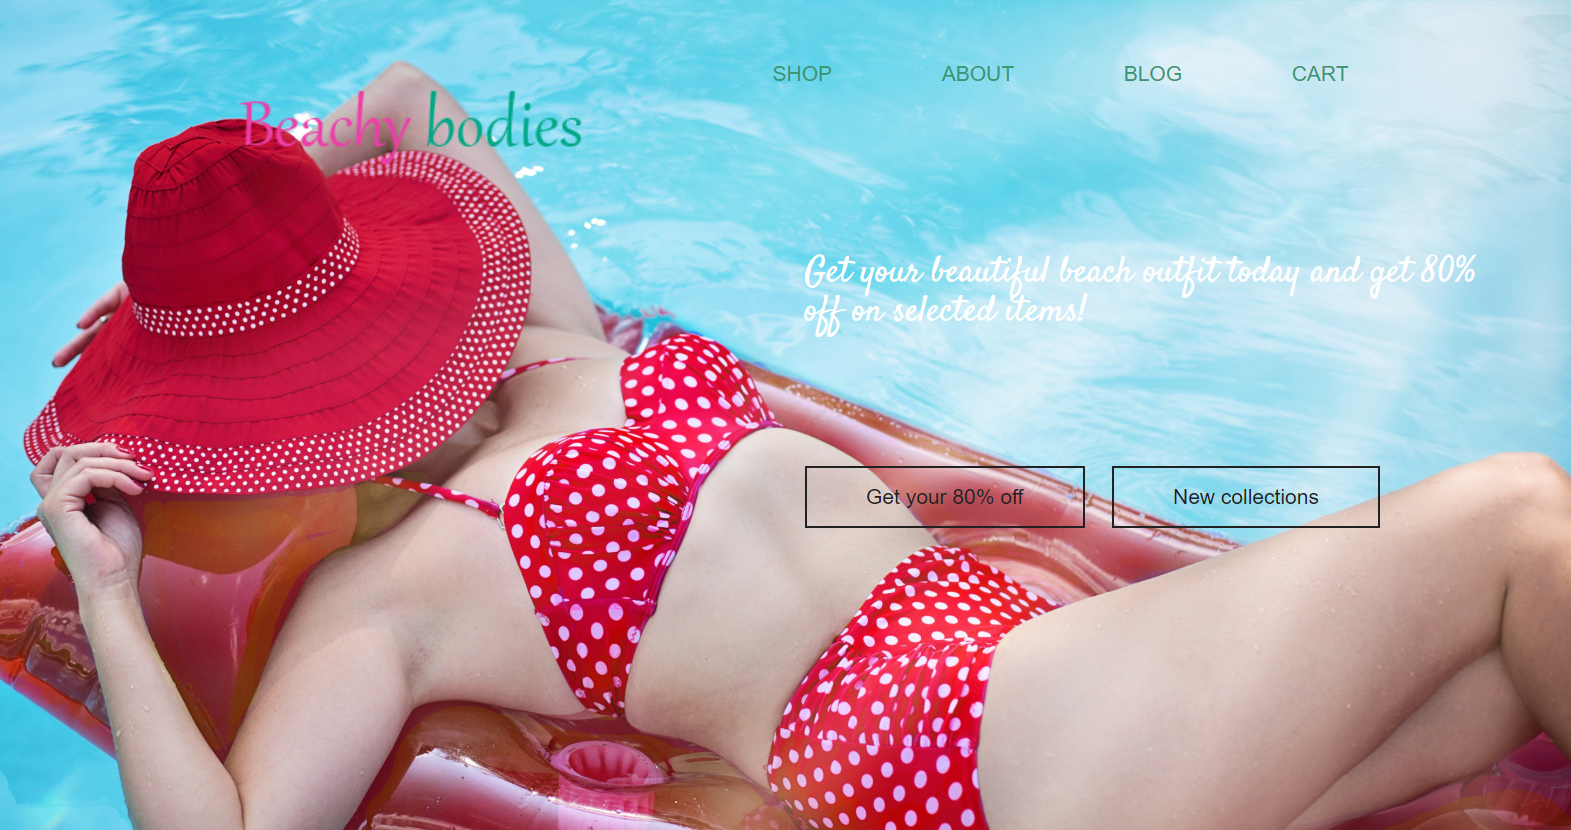 SHOP ABOUT BLOG CART
Beachy bodies
Get your beautiful beach outfit today and get 80%
off on selected items!
Get your 80% off New collections